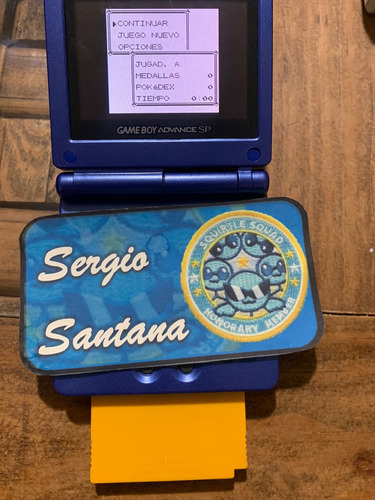 CONTINUAR
JUEGO NUEVO
OPCIONES
JUGAD. A
MEDALLAS 0
POKéDEX 0
TIEMPO 0:00
GAME BOY ADVANCE SP
Sergio
Santana
SQUIRTLE SQUAD
HONORARY MEMBER